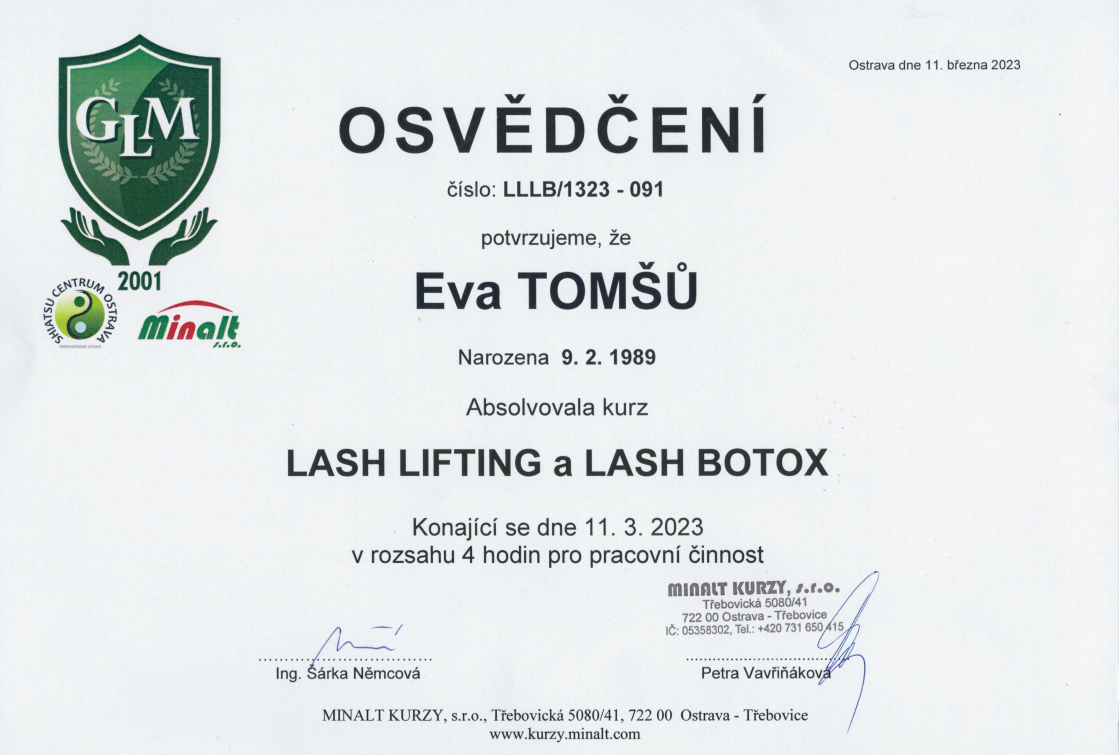 Ostrava dne 11. března 2023
GLM
OSVĚDČENÍ
číslo: LLLB/1323 - 091
potvrzujeme, že
2001
Eva TOMŠŮ
SHIATSU CENTRUM OSTRAVA
international school
Minalt
s.r.o.
Narozena 9. 2. 1989
Absolvovala kurz
LASH LIFTING a LASH BOTOX
Konající se dne 11. 3. 2023
v rozsahu 4 hodin pro pracovní činnost
MINALT KURZY, s.r.o.
Třebovická 5080/41
722 00 Ostrava - Třebovice
IČ: 05358302, Tel.: +420 731 650 415
Ing. Šárka Němcová
Petra Vavřiňáková
MINALT KURZY, s.r.o., Třebovická 5080/41, 722 00 Ostrava - Třebovice
www.kurzy.minalt.com